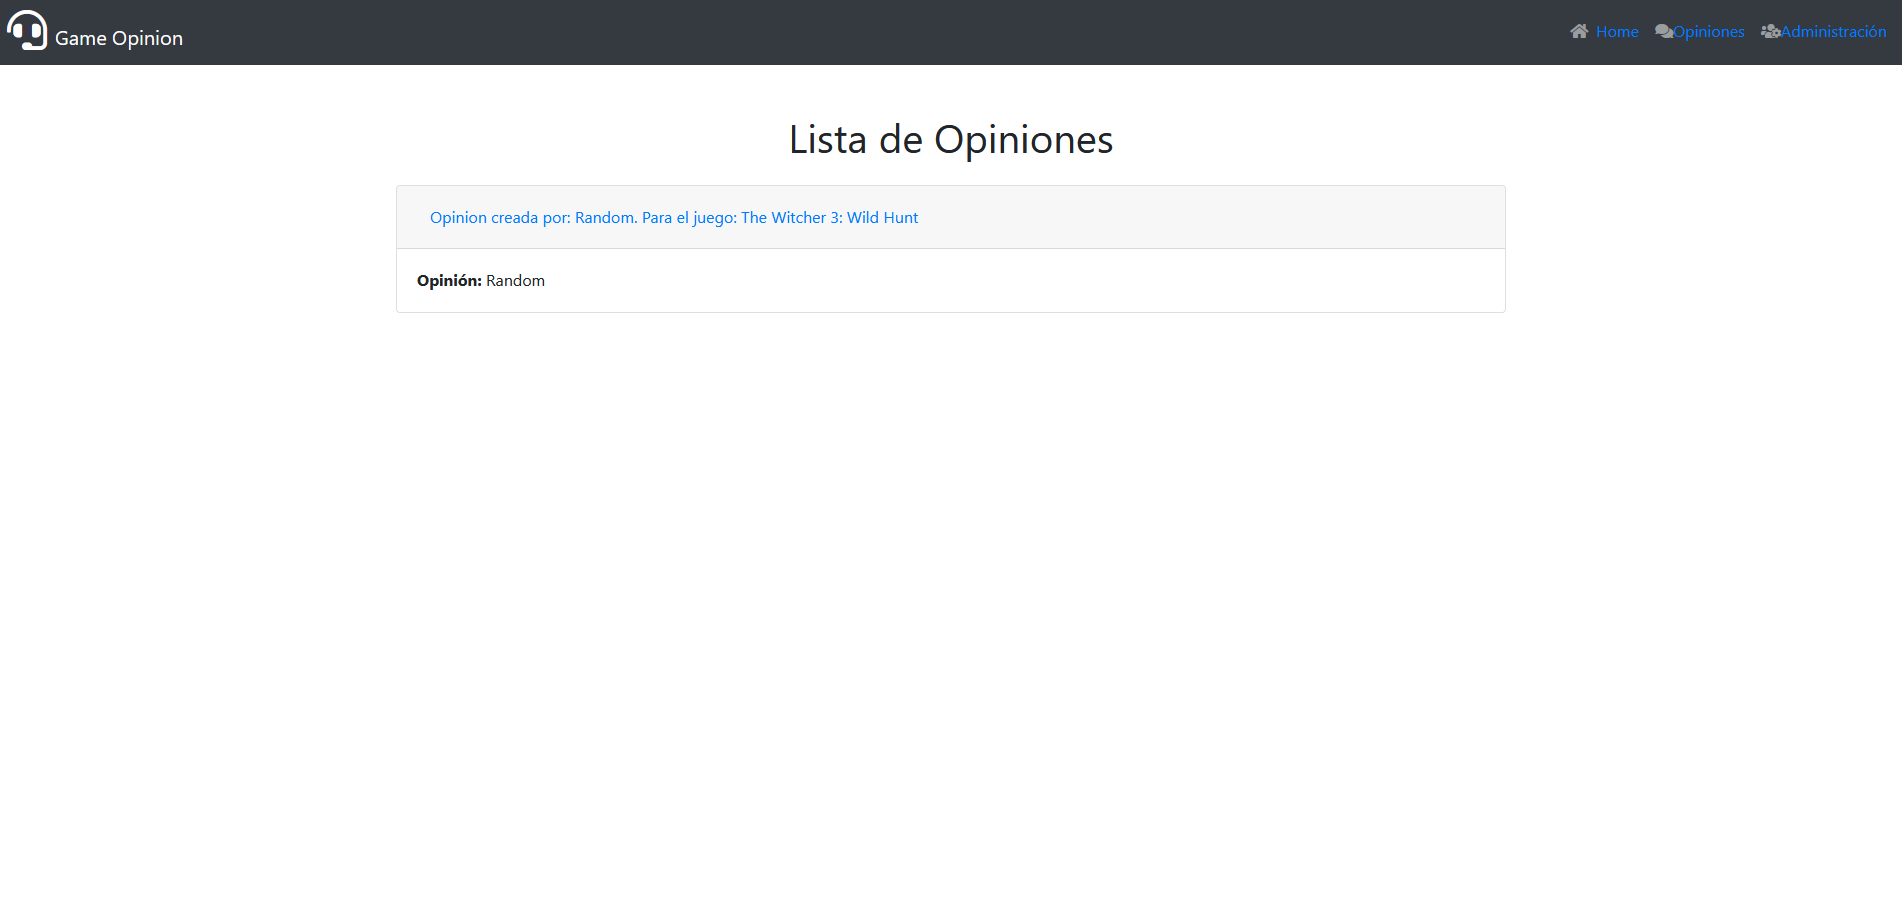 Game Opinion
Home Opiniones Administración
Lista de Opiniones
Opinion creada por: Random. Para el juego: The Witcher 3: Wild Hunt
Opinión: Random